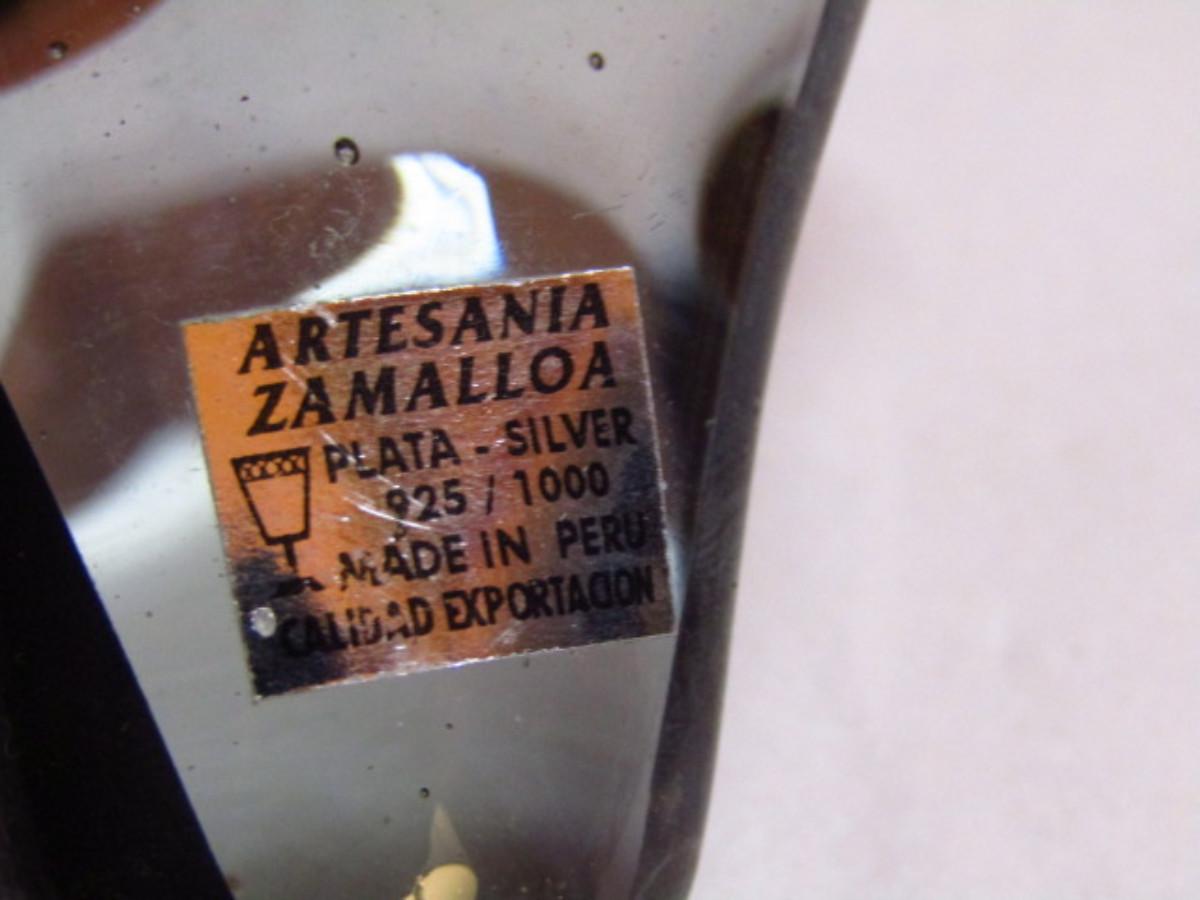 ARTESANIA
ZAMALLOA
PLATA - SILVER
925 / 1000
MADE IN PERU
CALIDAD EXPORTACION